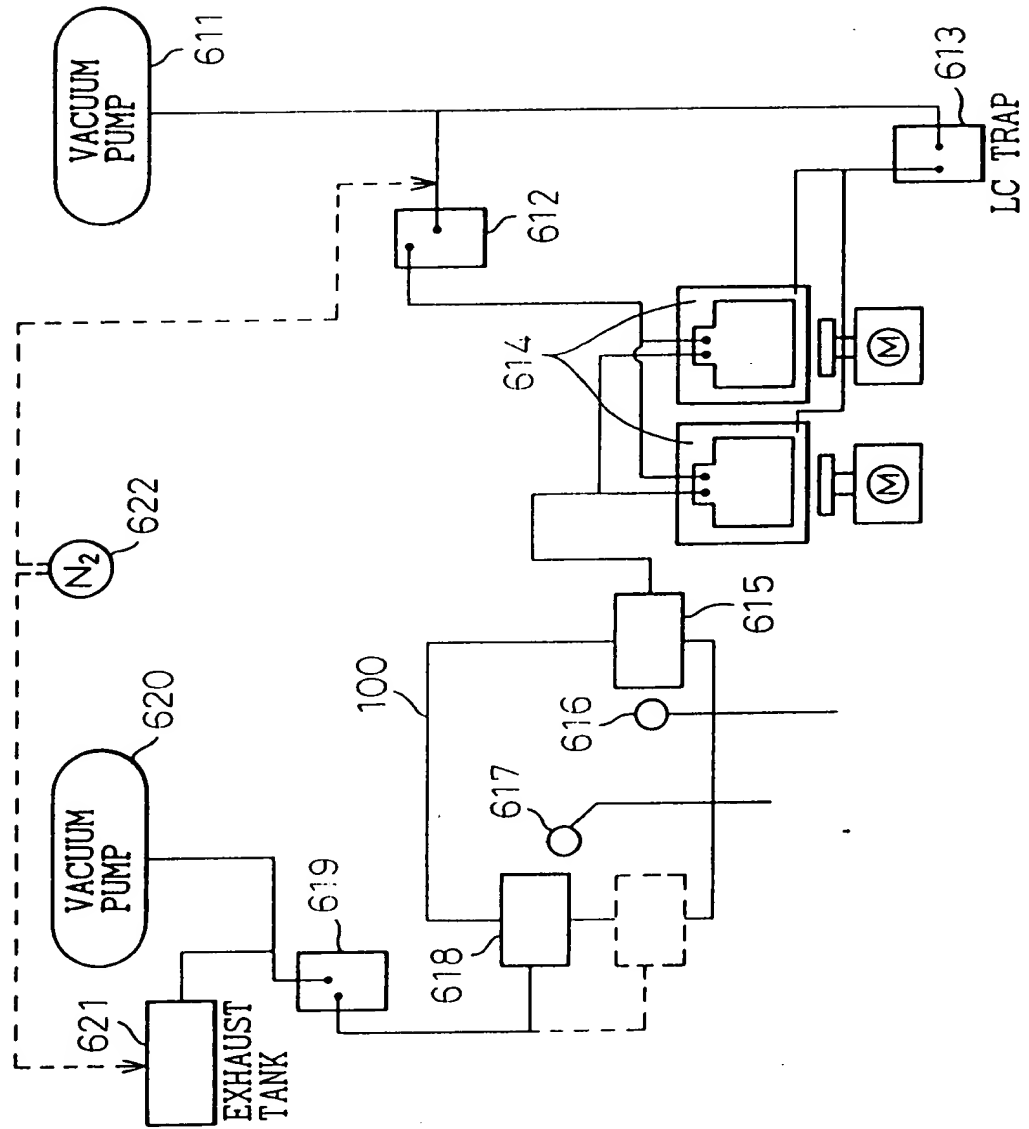 621
VACUUM
PUMP
620
N2
622
VACUUM
PUMP
611
EXHAUST
TANK
619
100
618
617
614
612
616
615
M
M
613
LC TRAP